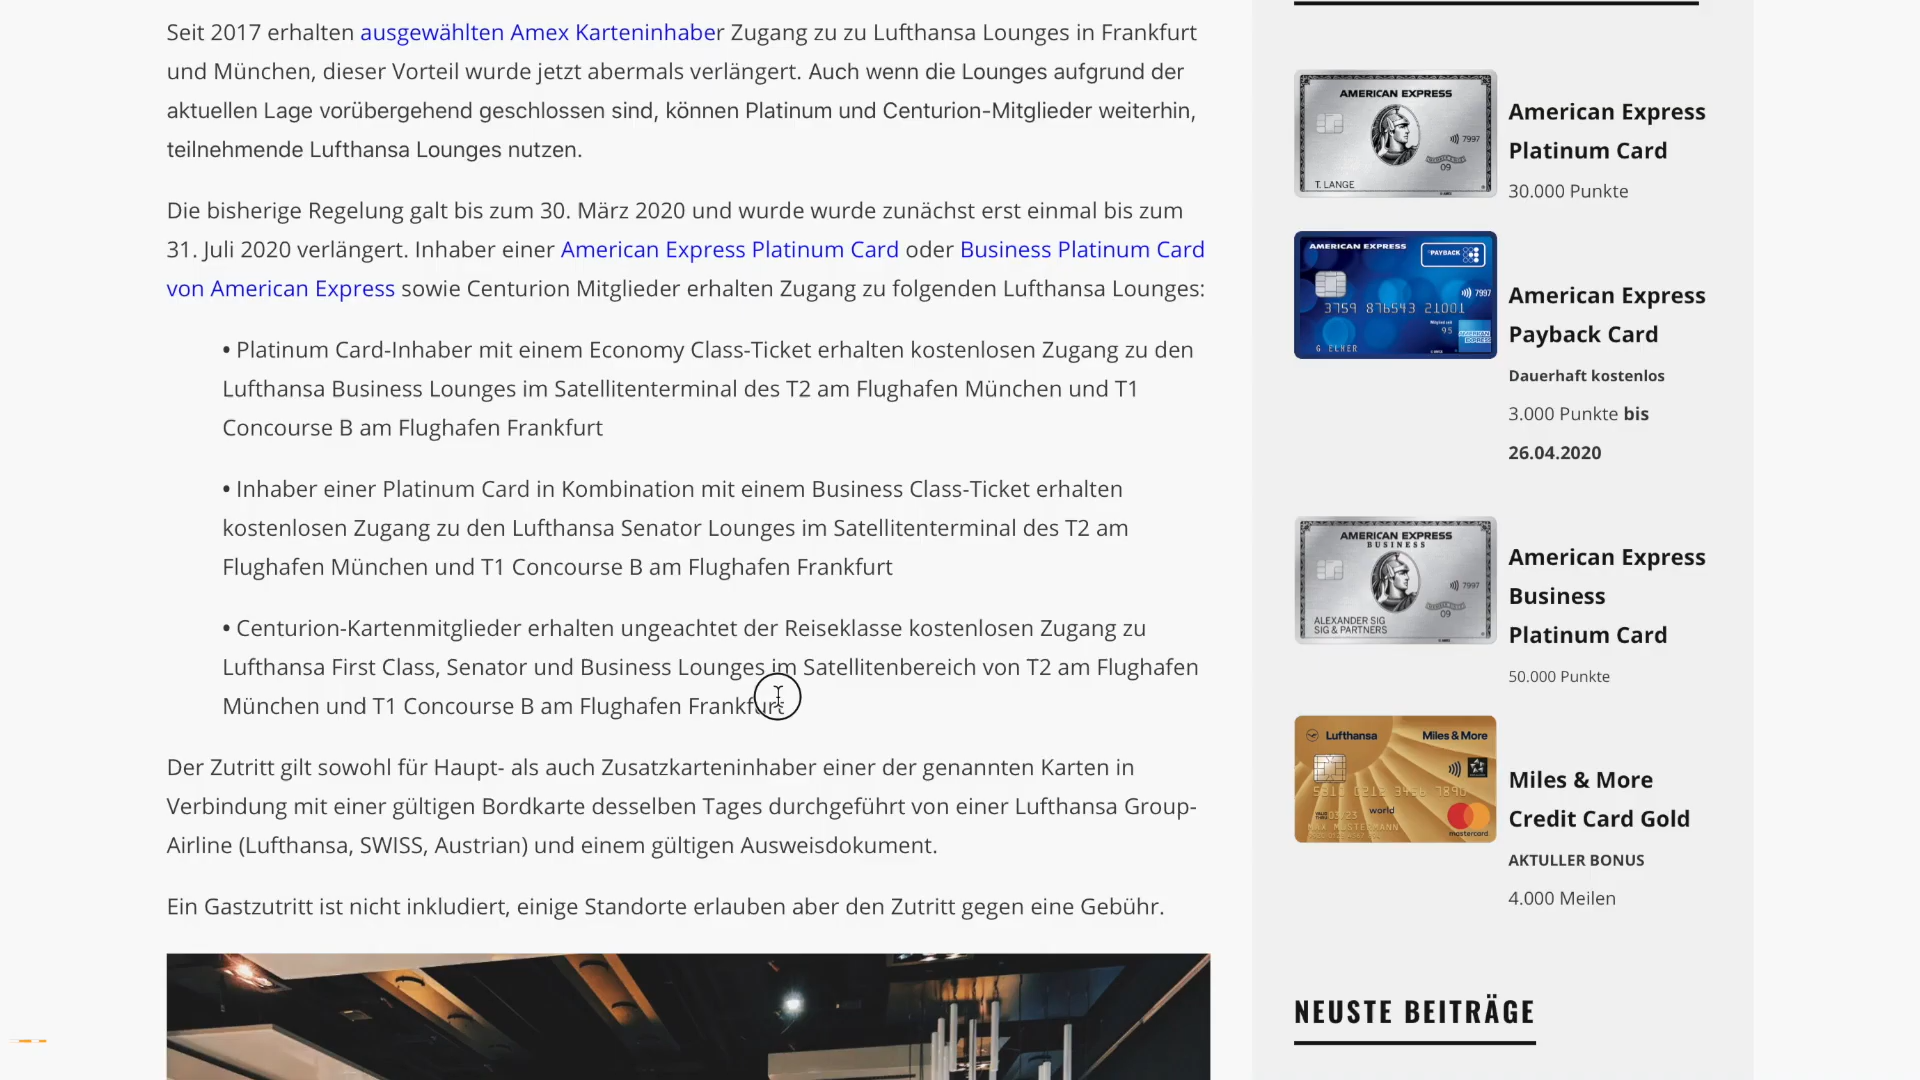 Seit 2017 erhalten ausgewählten Amex Karteninhaber Zugang zu zu Lufthansa Lounges in Frankfurt
und München, dieser Vorteil wurde jetzt abermals verlängert. Auch wenn die Lounges aufgrund der
aktuellen Lage vorübergehend geschlossen sind, können Platinum und Centurion-Mitglieder weiterhin,
teilnehmende Lufthansa Lounges nutzen.
Die bisherige Regelung galt bis zum 30. März 2020 und wurde wurde zunächst erst einmal bis zum
31. Juli 2020 verlängert. Inhaber einer American Express Platinum Card oder Business Platinum Card
von American Express sowie Centurion Mitglieder erhalten Zugang zu folgenden Lufthansa Lounges:
• Platinum Card-Inhaber mit einem Economy Class-Ticket erhalten kostenlosen Zugang zu den
Lufthansa Business Lounges im Satellitenterminal des T2 am Flughafen München und T1
Concourse B am Flughafen Frankfurt
• Inhaber einer Platinum Card in Kombination mit einem Business Class-Ticket erhalten
kostenlosen Zugang zu den Lufthansa Senator Lounges im Satellitenterminal des T2 am
Flughafen München und T1 Concourse B am Flughafen Frankfurt
• Centurion-Kartenmitglieder erhalten ungeachtet der Reiseklasse kostenlosen Zugang zu
Lufthansa First Class, Senator und Business Lounges im Satellitenbereich von T2 am Flughafen
München und T1 Concourse B am Flughafen Frankfurt
Der Zutritt gilt sowohl für Haupt- als auch Zusatzkarteninhaber einer der genannten Karten in
Verbindung mit einer gültigen Bordkarte desselben Tages durchgeführt von einer Lufthansa Group-
Airline (Lufthansa, SWISS, Austrian) und einem gültigen Ausweisdokument.
Ein Gastzutritt ist nicht inkludiert, einige Standorte erlauben aber den Zutritt gegen eine Gebühr.
AMERICAN EXPRESS
7997
09
T. LANGE
American Express
Platinum Card
30.000 Punkte
AMERICAN EXPRESS
PAYBACK
7997
3759 876543 21001
95
G ELNER
American Express
Payback Card
Dauerhaft kostenlos
3.000 Punkte bis
26.04.2020
AMERICAN EXPRESS
BUSINESS
7997
09
ALEXANDER SIG
SIG & PARTNERS
American Express
Business
Platinum Card
50.000 Punkte
Lufthansa
Miles & More
world
MAX MUSTERMANN
mastercard
Miles & More
Credit Card Gold
AKTULLER BONUS
4.000 Meilen
NEUSTE BEITRÄGE